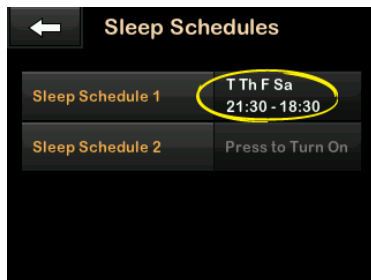 Sleep Schedules
Sleep Schedule 1
T Th F Sa
21:30 - 18:30
Sleep Schedule 2
Press to Turn On